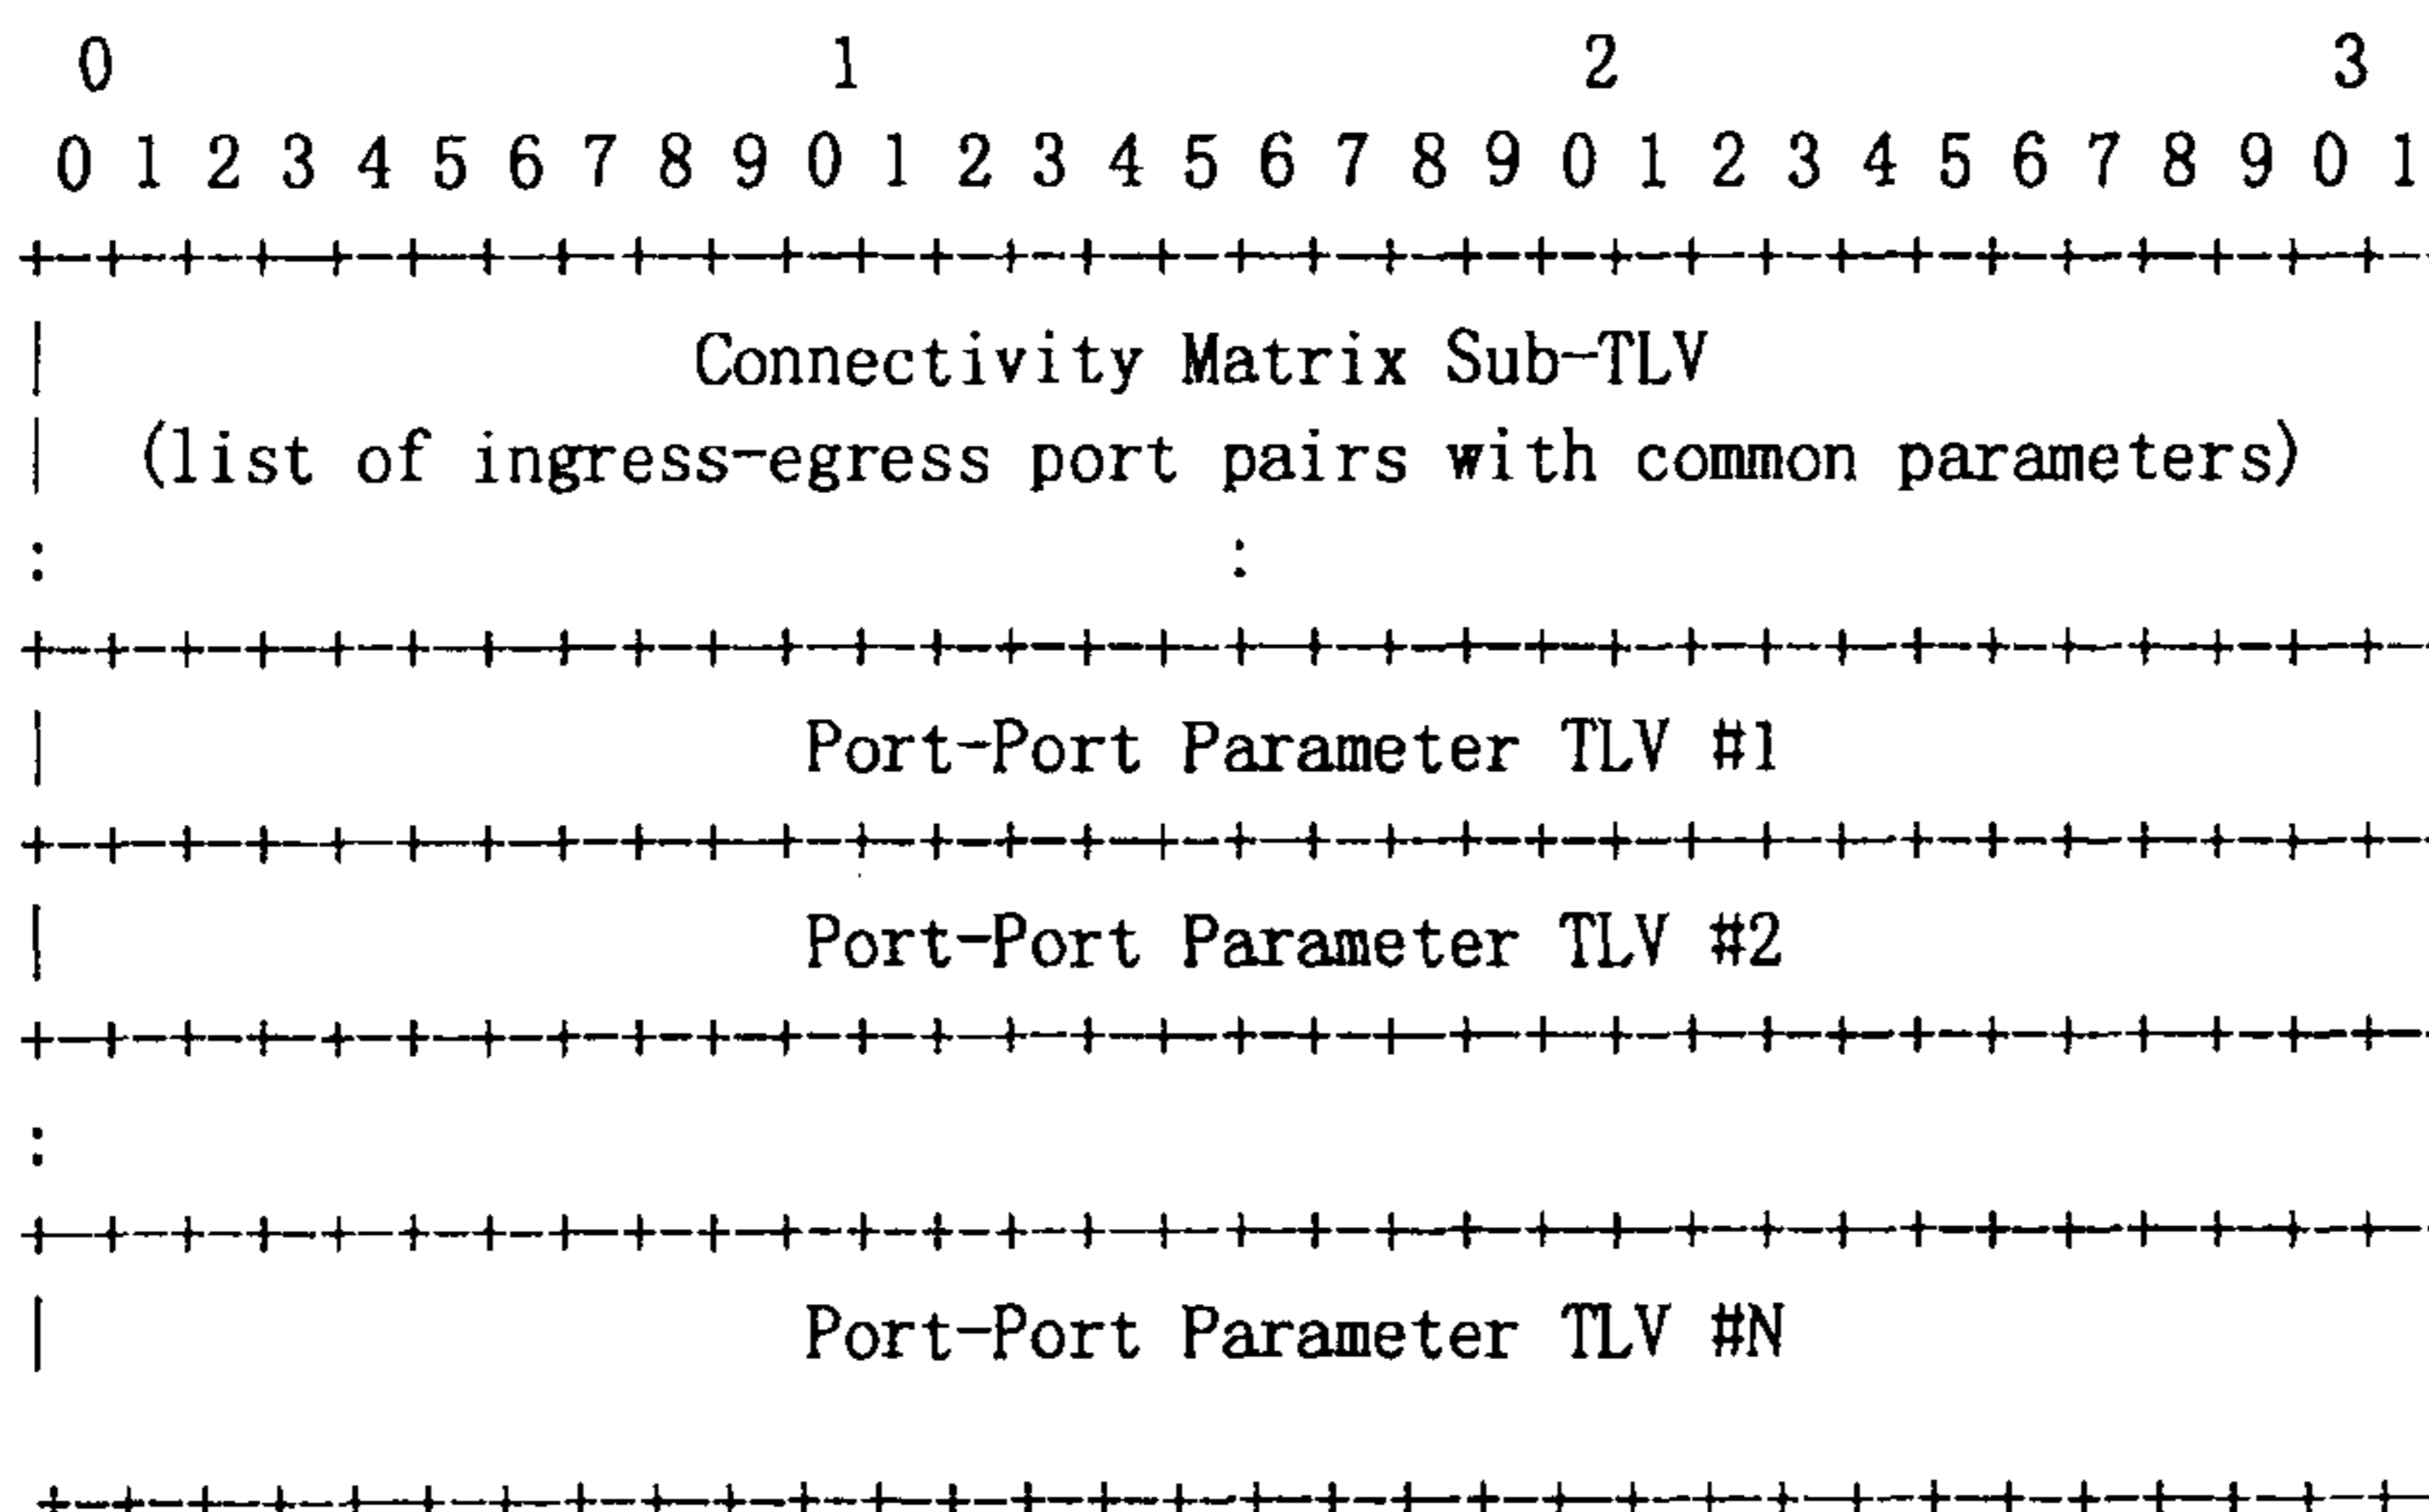 0 1 2 3
0 1 2 3 4 5 6 7 8 9 0 1 2 3 4 5 6 7 8 9 0 1 2 3 4 5 6 7 8 9 0 1
+-+-+-+-+-+-+-+-+-+-+-+-+-+-+-+-+-+-+-+-+-+-+-+-+-+-+-+-+-+-+-+-
| Connectivity Matrix Sub-TLV
| (list of ingress-egress port pairs with common parameters)
: :
+-+-+-+-+-+-+-+-+-+-+-+-+-+-+-+-+-+-+-+-+-+-+-+-+-+-+-+-+-+-+-+-
| Port-Port Parameter TLV #1
+-+-+-+-+-+-+-+-+-+-+-+-+-+-+-+-+-+-+-+-+-+-+-+-+-+-+-+-+-+-+-+-
| Port-Port Parameter TLV #2
+-+-+-+-+-+-+-+-+-+-+-+-+-+-+-+-+-+-+-+-+-+-+-+-+-+-+-+-+-+-+-+-
:
+-+-+-+-+-+-+-+-+-+-+-+-+-+-+-+-+-+-+-+-+-+-+-+-+-+-+-+-+-+-+-+-
| Port-Port Parameter TLV #N
+-+-+-+-+-+-+-+-+-+-+-+-+-+-+-+-+-+-+-+-+-+-+-+-+-+-+-+-+-+-+-+-